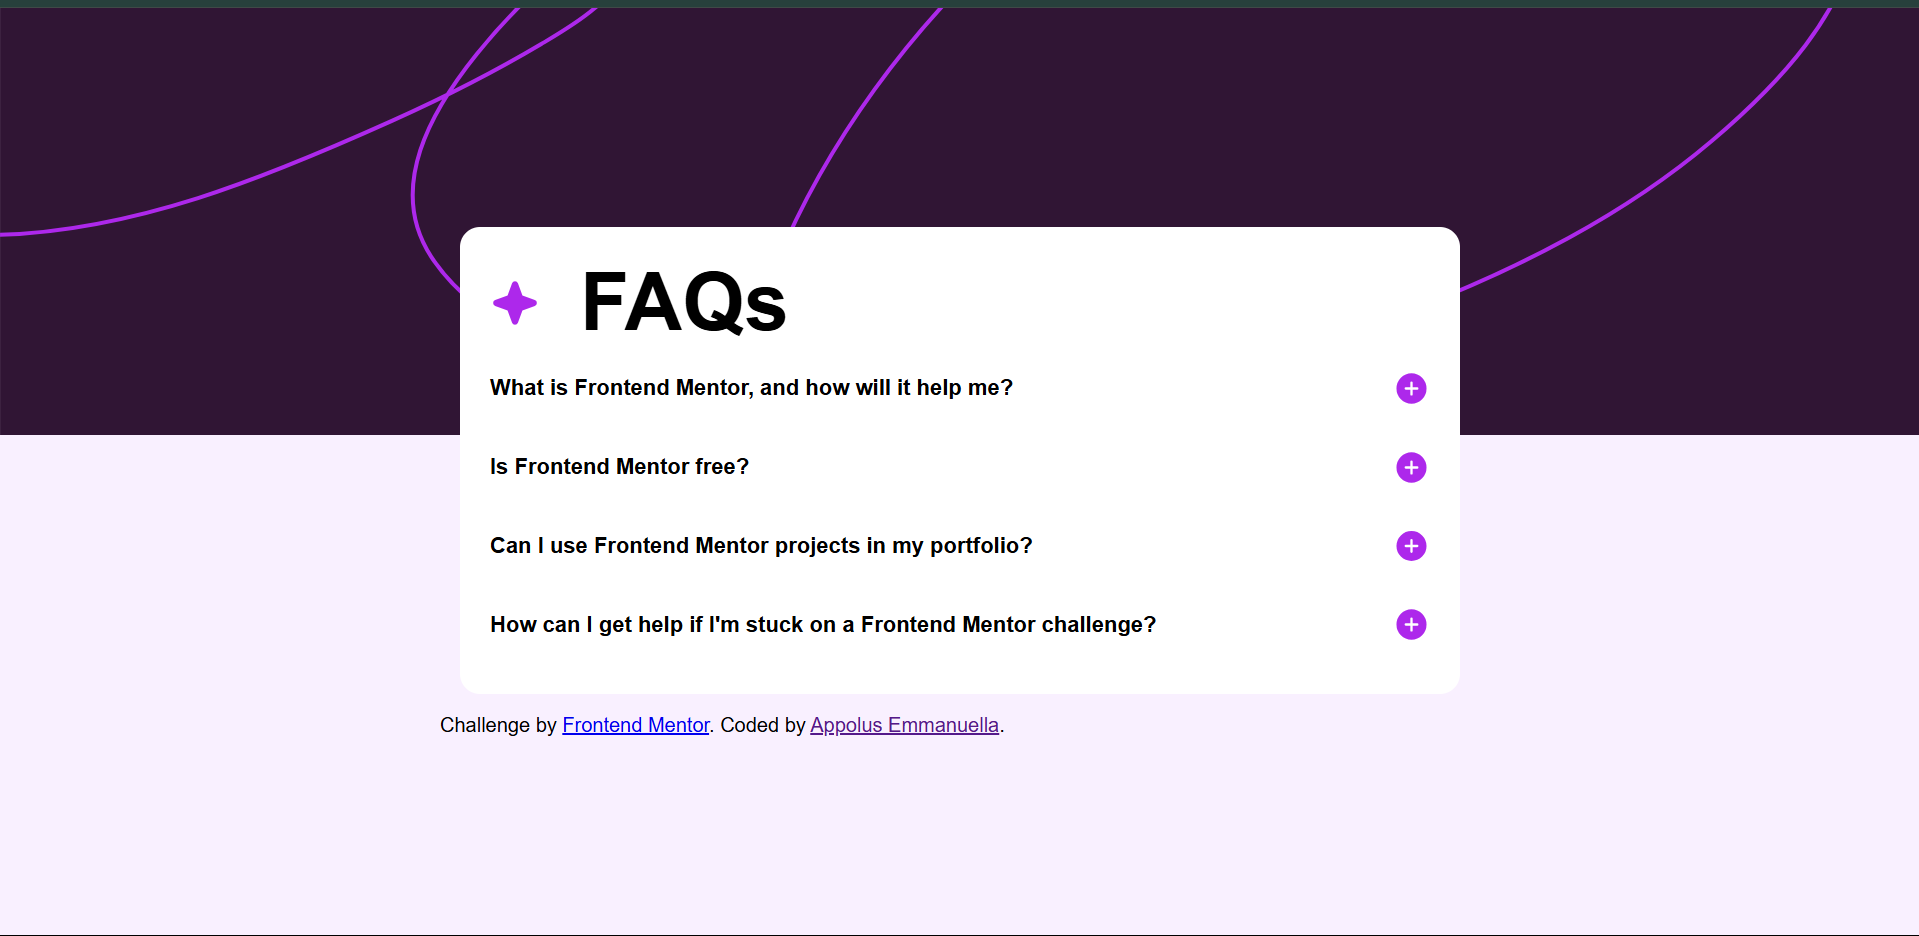 FAQs
What is Frontend Mentor, and how will it help me?
Is Frontend Mentor free?
Can I use Frontend Mentor projects in my portfolio?
How can I get help if I'm stuck on a Frontend Mentor challenge?
Challenge by Frontend Mentor. Coded by Appolus Emmanuella.